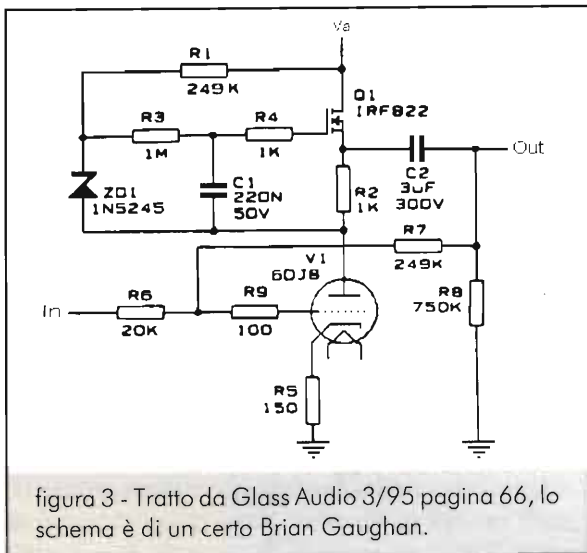 Va
R1
249K
Q1
IRF822
R3
1M
R4
1K
Out
C2
3uF
300V
ZD1
1N5245
C1
220N
50V
R2
1K
R7
249K
V1
6DJ8
In
R6
20K
R9
100
R8
750K
R5
150
figura 3 - Tratto da Glass Audio 3/95 pagina 66, lo
schema è di un certo Brian Gaughan.